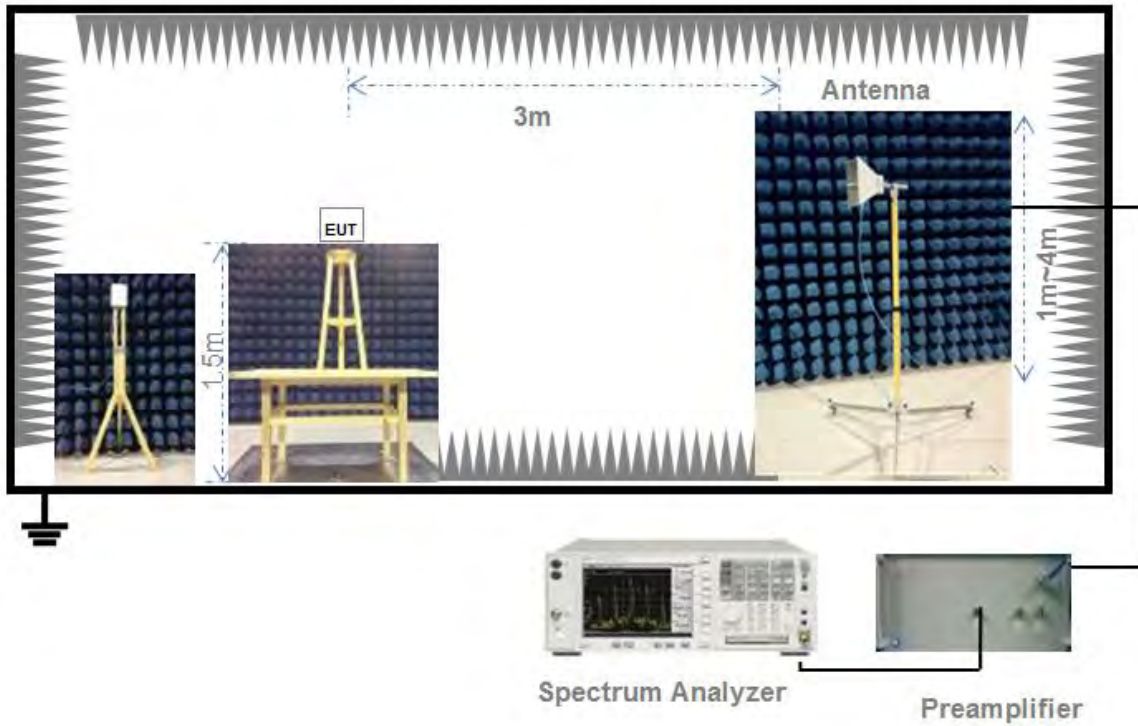 Antenna
3m
EUT
1.5m
1m~4m
Spectrum Analyzer
Preamplifier